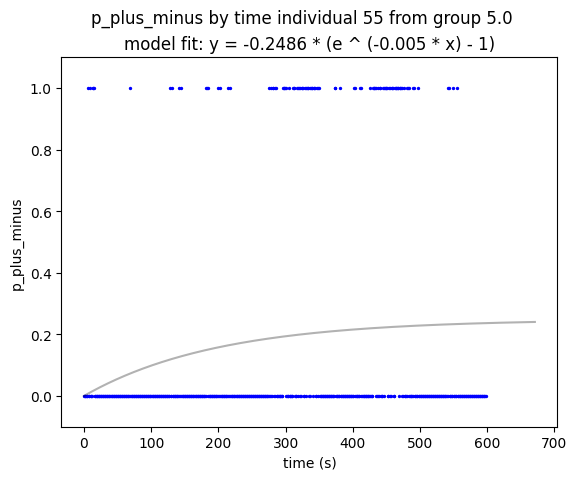 p_plus_minus by time individual 55 from group 5.0
model fit: y = -0.2486 * (e ^ (-0.005 * x) - 1)
1.0
0.8
0.6
0.4
0.2
0.0
p_plus_minus
0 100 200 300 400 500 600 700
time (s)